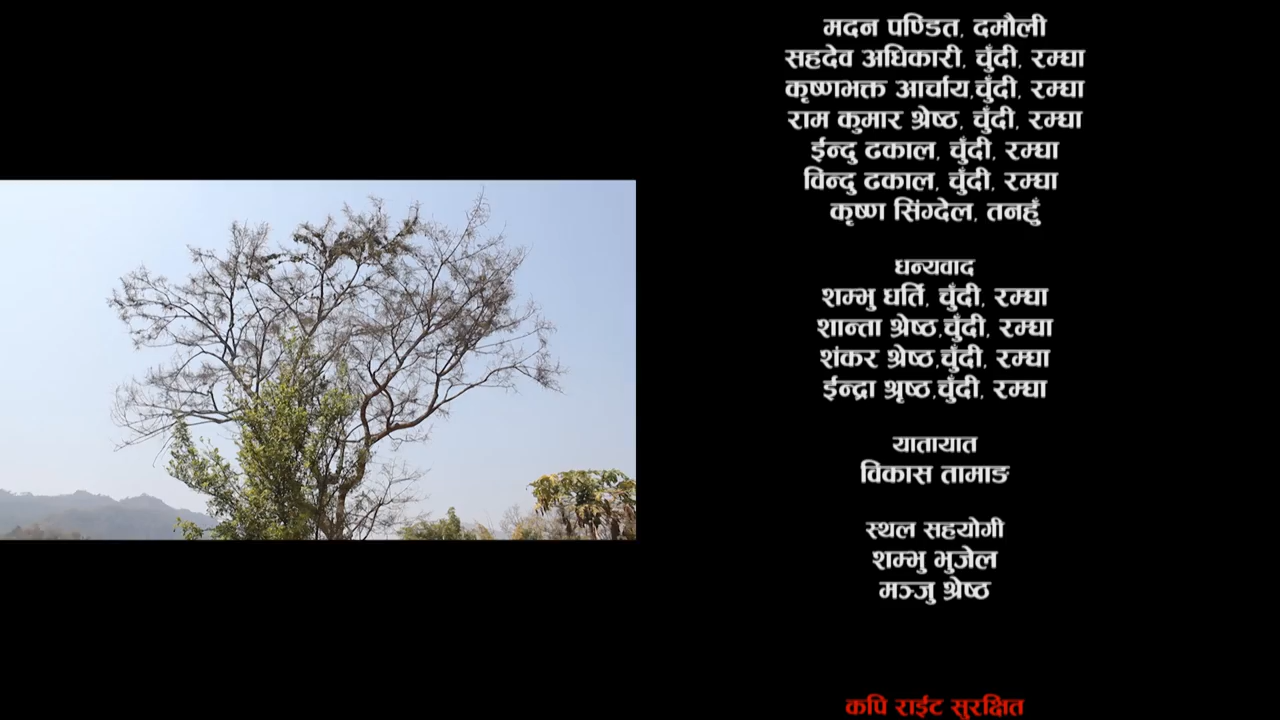 मदन पण्डित, दमौली
सहदेव अधिकारी, चुँदी, रम्घा
कृष्णभक्त आर्चाय,चुँदी, रम्घा
राम कुमार श्रेष्ठ, चुँदी, रम्घा
ईन्दु ढकाल, चुँदी, रम्घा
विन्दु ढकाल, चुँदी, रम्घा
कृष्ण सिंग्देल, तनहुँ
धन्यवाद
शम्भु घर्ति, चुँदी, रम्घा
शान्ता श्रेष्ठ,चुँदी, रम्घा
शंकर श्रेष्ठ,चुँदी, रम्घा
ईन्द्रा श्रृष्ठ,चुँदी, रम्घा
यातायात
विकास तामाङ
स्थल सहयोगी
शम्भु भुजेल
मञ्जु श्रेष्ठ
कपि राईट सुरक्षित